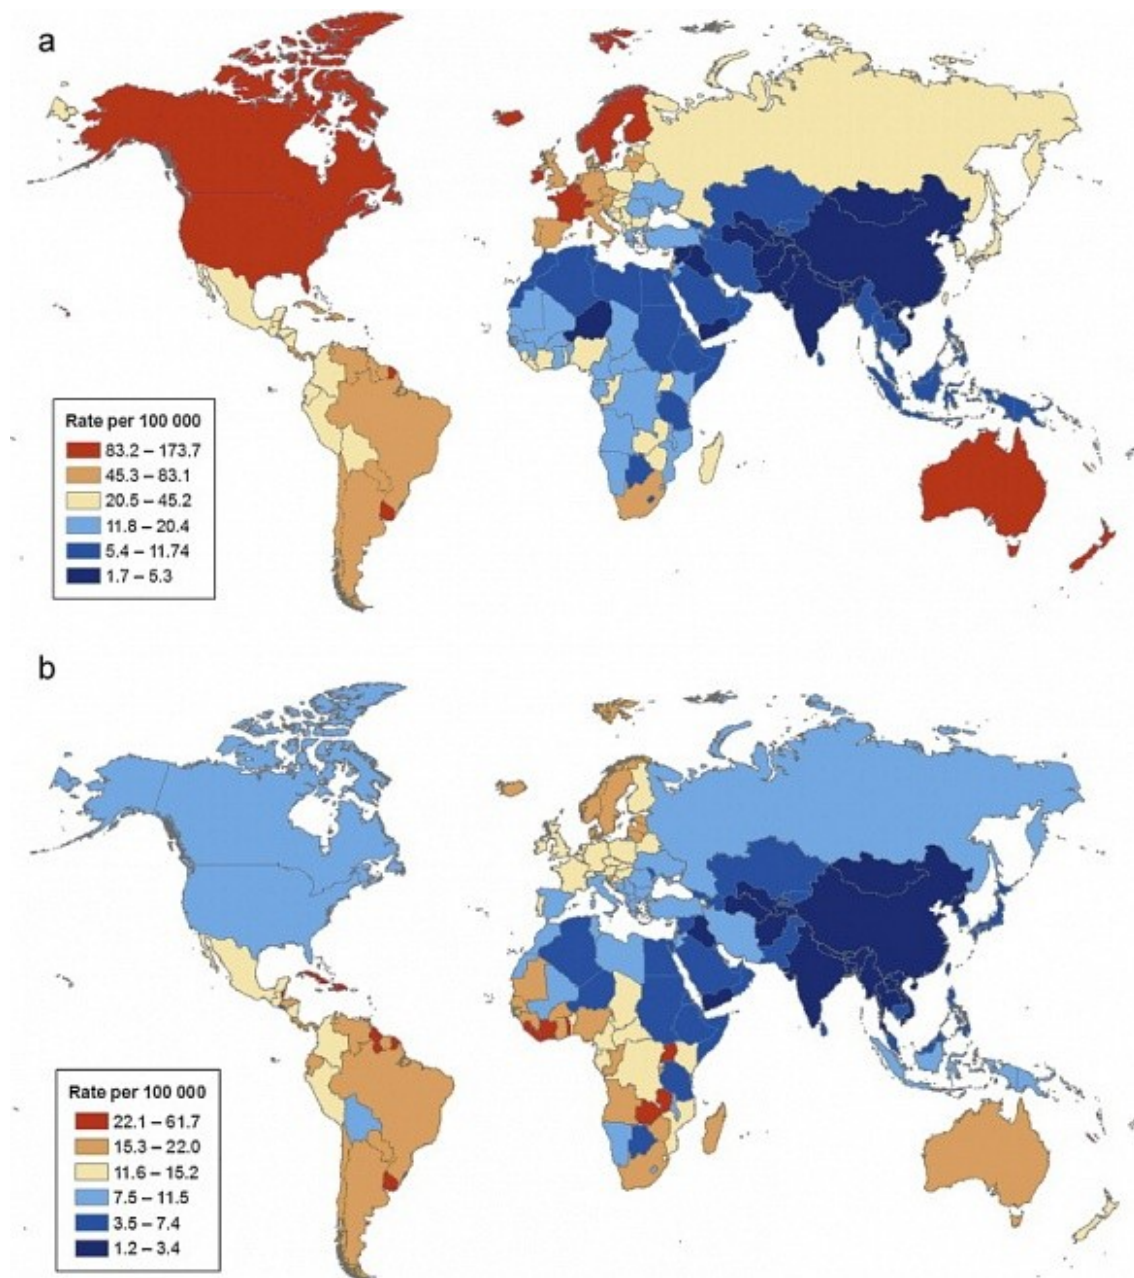 a
Rate per 100 000
83.2 – 173.7
45.3 – 83.1
20.5 – 45.2
11.8 – 20.4
5.4 – 11.74
1.7 – 5.3
b
Rate per 100 000
22.1 – 61.7
15.3 – 22.0
11.6 – 15.2
7.5 – 11.5
3.5 – 7.4
1.2 – 3.4